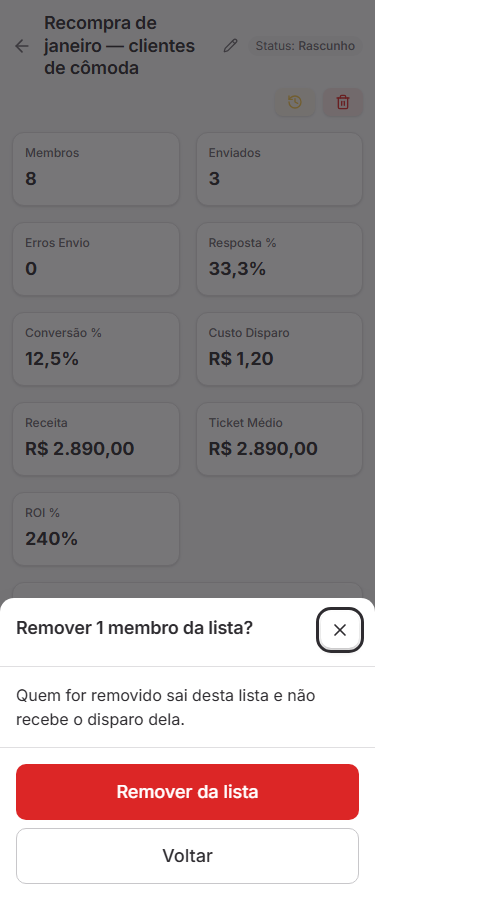 Recompra de
janeiro — clientes
de cômoda
Status: Rascunho
Membros
8
Enviados
3
Erros Envio
0
Resposta %
33,3%
Conversão %
12,5%
Custo Disparo
R$ 1,20
Receita
R$ 2.890,00
Ticket Médio
R$ 2.890,00
ROI %
240%
Remover 1 membro da lista?
Quem for removido sai desta lista e não
recebe o disparo dela.
Remover da lista
Voltar